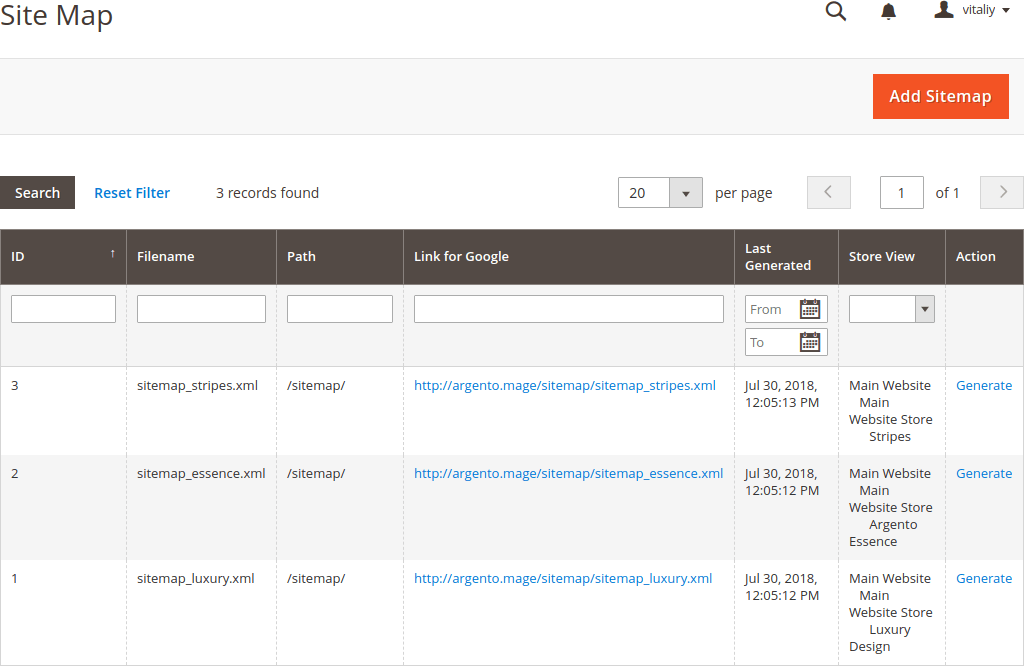 Site Map
vitaliy
Add Sitemap
Search Reset Filter 3 records found 20 per page 1 of 1
ID ↑ Filename Path Link for Google Last Generated Store View Action
From
To
3 sitemap_stripes.xml /sitemap/ http://argento.mage/sitemap/sitemap_stripes.xml Jul 30, 2018, Main Website Generate
12:05:13 PM Main
Website Store
Stripes
2 sitemap_essence.xml /sitemap/ http://argento.mage/sitemap/sitemap_essence.xml Jul 30, 2018, Main Website Generate
12:05:12 PM Main
Website Store
Argento
Essence
1 sitemap_luxury.xml /sitemap/ http://argento.mage/sitemap/sitemap_luxury.xml Jul 30, 2018, Main Website Generate
12:05:12 PM Main
Website Store
Luxury
Design